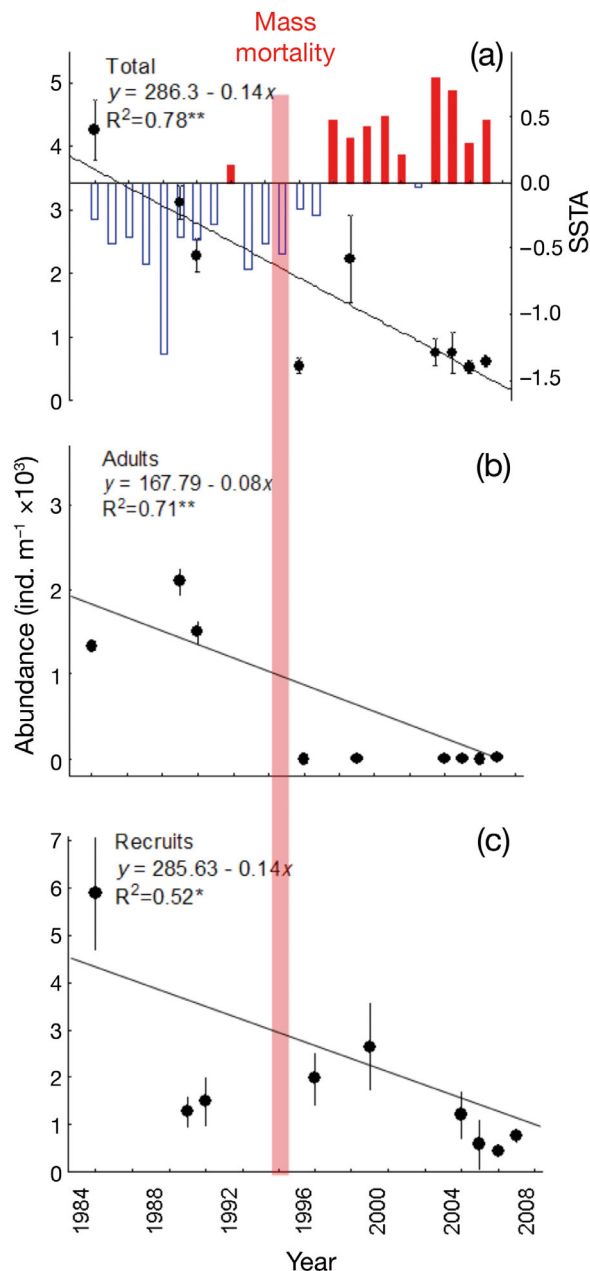 Mass
mortality
(a)
Total
y = 286.3 - 0.14x
R²=0.78**
5
4
3
2
1
0
0.5
0.0
−0.5
−1.0
−1.5
SSTA
(b)
Adults
y = 167.79 - 0.08x
R²=0.71**
3
2
1
0
Abundance (ind. m⁻¹ ×10³)
(c)
Recruits
y = 285.63 - 0.14x
R²=0.52*
7
6
5
4
3
2
1
0
1984
1989
1992
1996
2000
2004
2008
Year